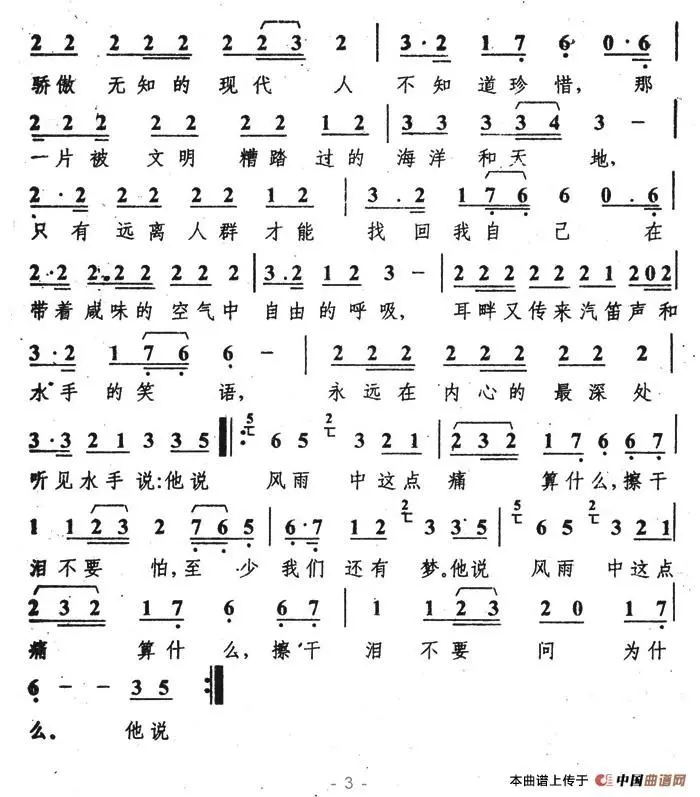 2 2 2 2 2 2 2 3 2 | 3·2 1 7 6 0·6 |
骄傲 无知的 现代 人 不知 道珍 惜, 那
2 2 2 2 2 2 2 1 2 | 3 3 3 3 4 3 – |
一片被 文明 糟踏 过的 海洋 和天 地,
2·2 2 2 2 2 1 2 | 3.2 1 7 6 6 0.6 |
只有远离人群才能 找回我自己 在
2·2 2.2 2 2 2 2 | 3.2 1 2 3 – | 2 2 2 2 2 2 1 2 0 2 |
带着咸味的 空气中 自由的呼吸, 耳畔又传来汽笛声和
3·2 1 7 6 6 – | 2 2 2 2 2 2 2 2 2 |
水手 的笑 语, 永远在内心的 最深处
3·3 2 1 3 3 5 ‖: 5 6 5 2 3 2 1 | 2 3 2 1 7 6 6 7 |
听见水手说:他说 风雨 中这点 痛 算什么,擦干
1 1 2 3 2 7 6 5 | 6·7 1 2 2 3 3 5 | 5 6 5 2 3 2 1 |
泪不要 怕,至 少我们 还有 梦。他说 风雨 中这点
2 3 2 1 7 6 6 7 | 1 1 2 3 2 0 1 7 |
痛 算什么,擦干 泪 不要 问 为什
6 – – 3 5 :‖
么。 他说
- 3 -
本曲谱上传于 中国曲谱网